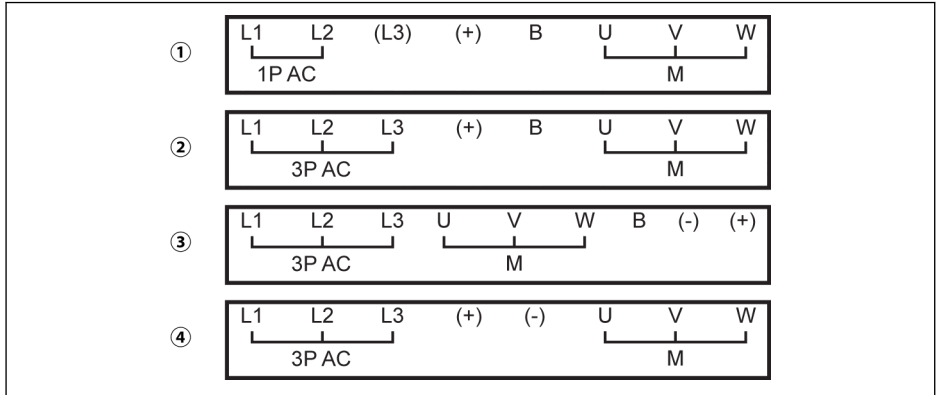 ① L1 L2 (L3) (+) B U V W
1P AC M
② L1 L2 L3 (+) B U V W
3P AC M
③ L1 L2 L3 U V W B (-) (+)
3P AC M
④ L1 L2 L3 (+) (-) U V W
3P AC M